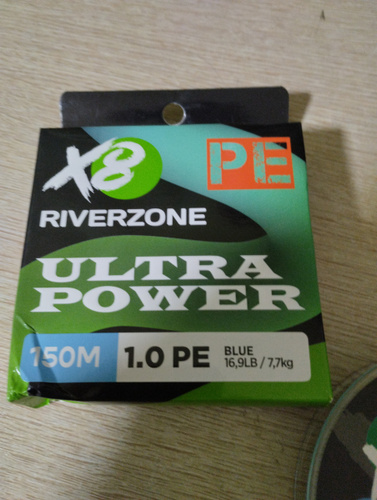 X8
PE
RIVERZONE
ULTRA
POWER
150M
1.0 PE
BLUE
16,9LB / 7,7kg